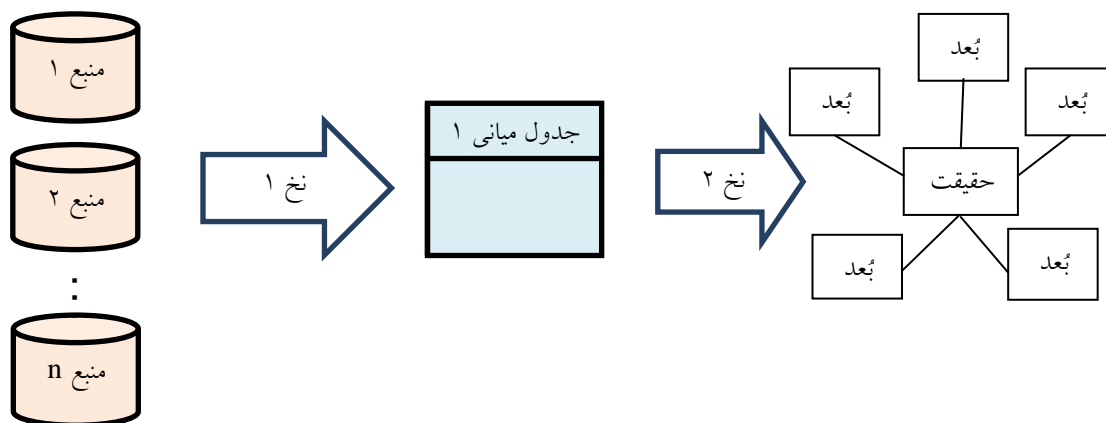 منبع ۱
منبع ۲
:
منبع n
نخ ۱
جدول میانی ۱
نخ ۲
بُعد
بُعد
بُعد
حقیقت
بُعد
بُعد